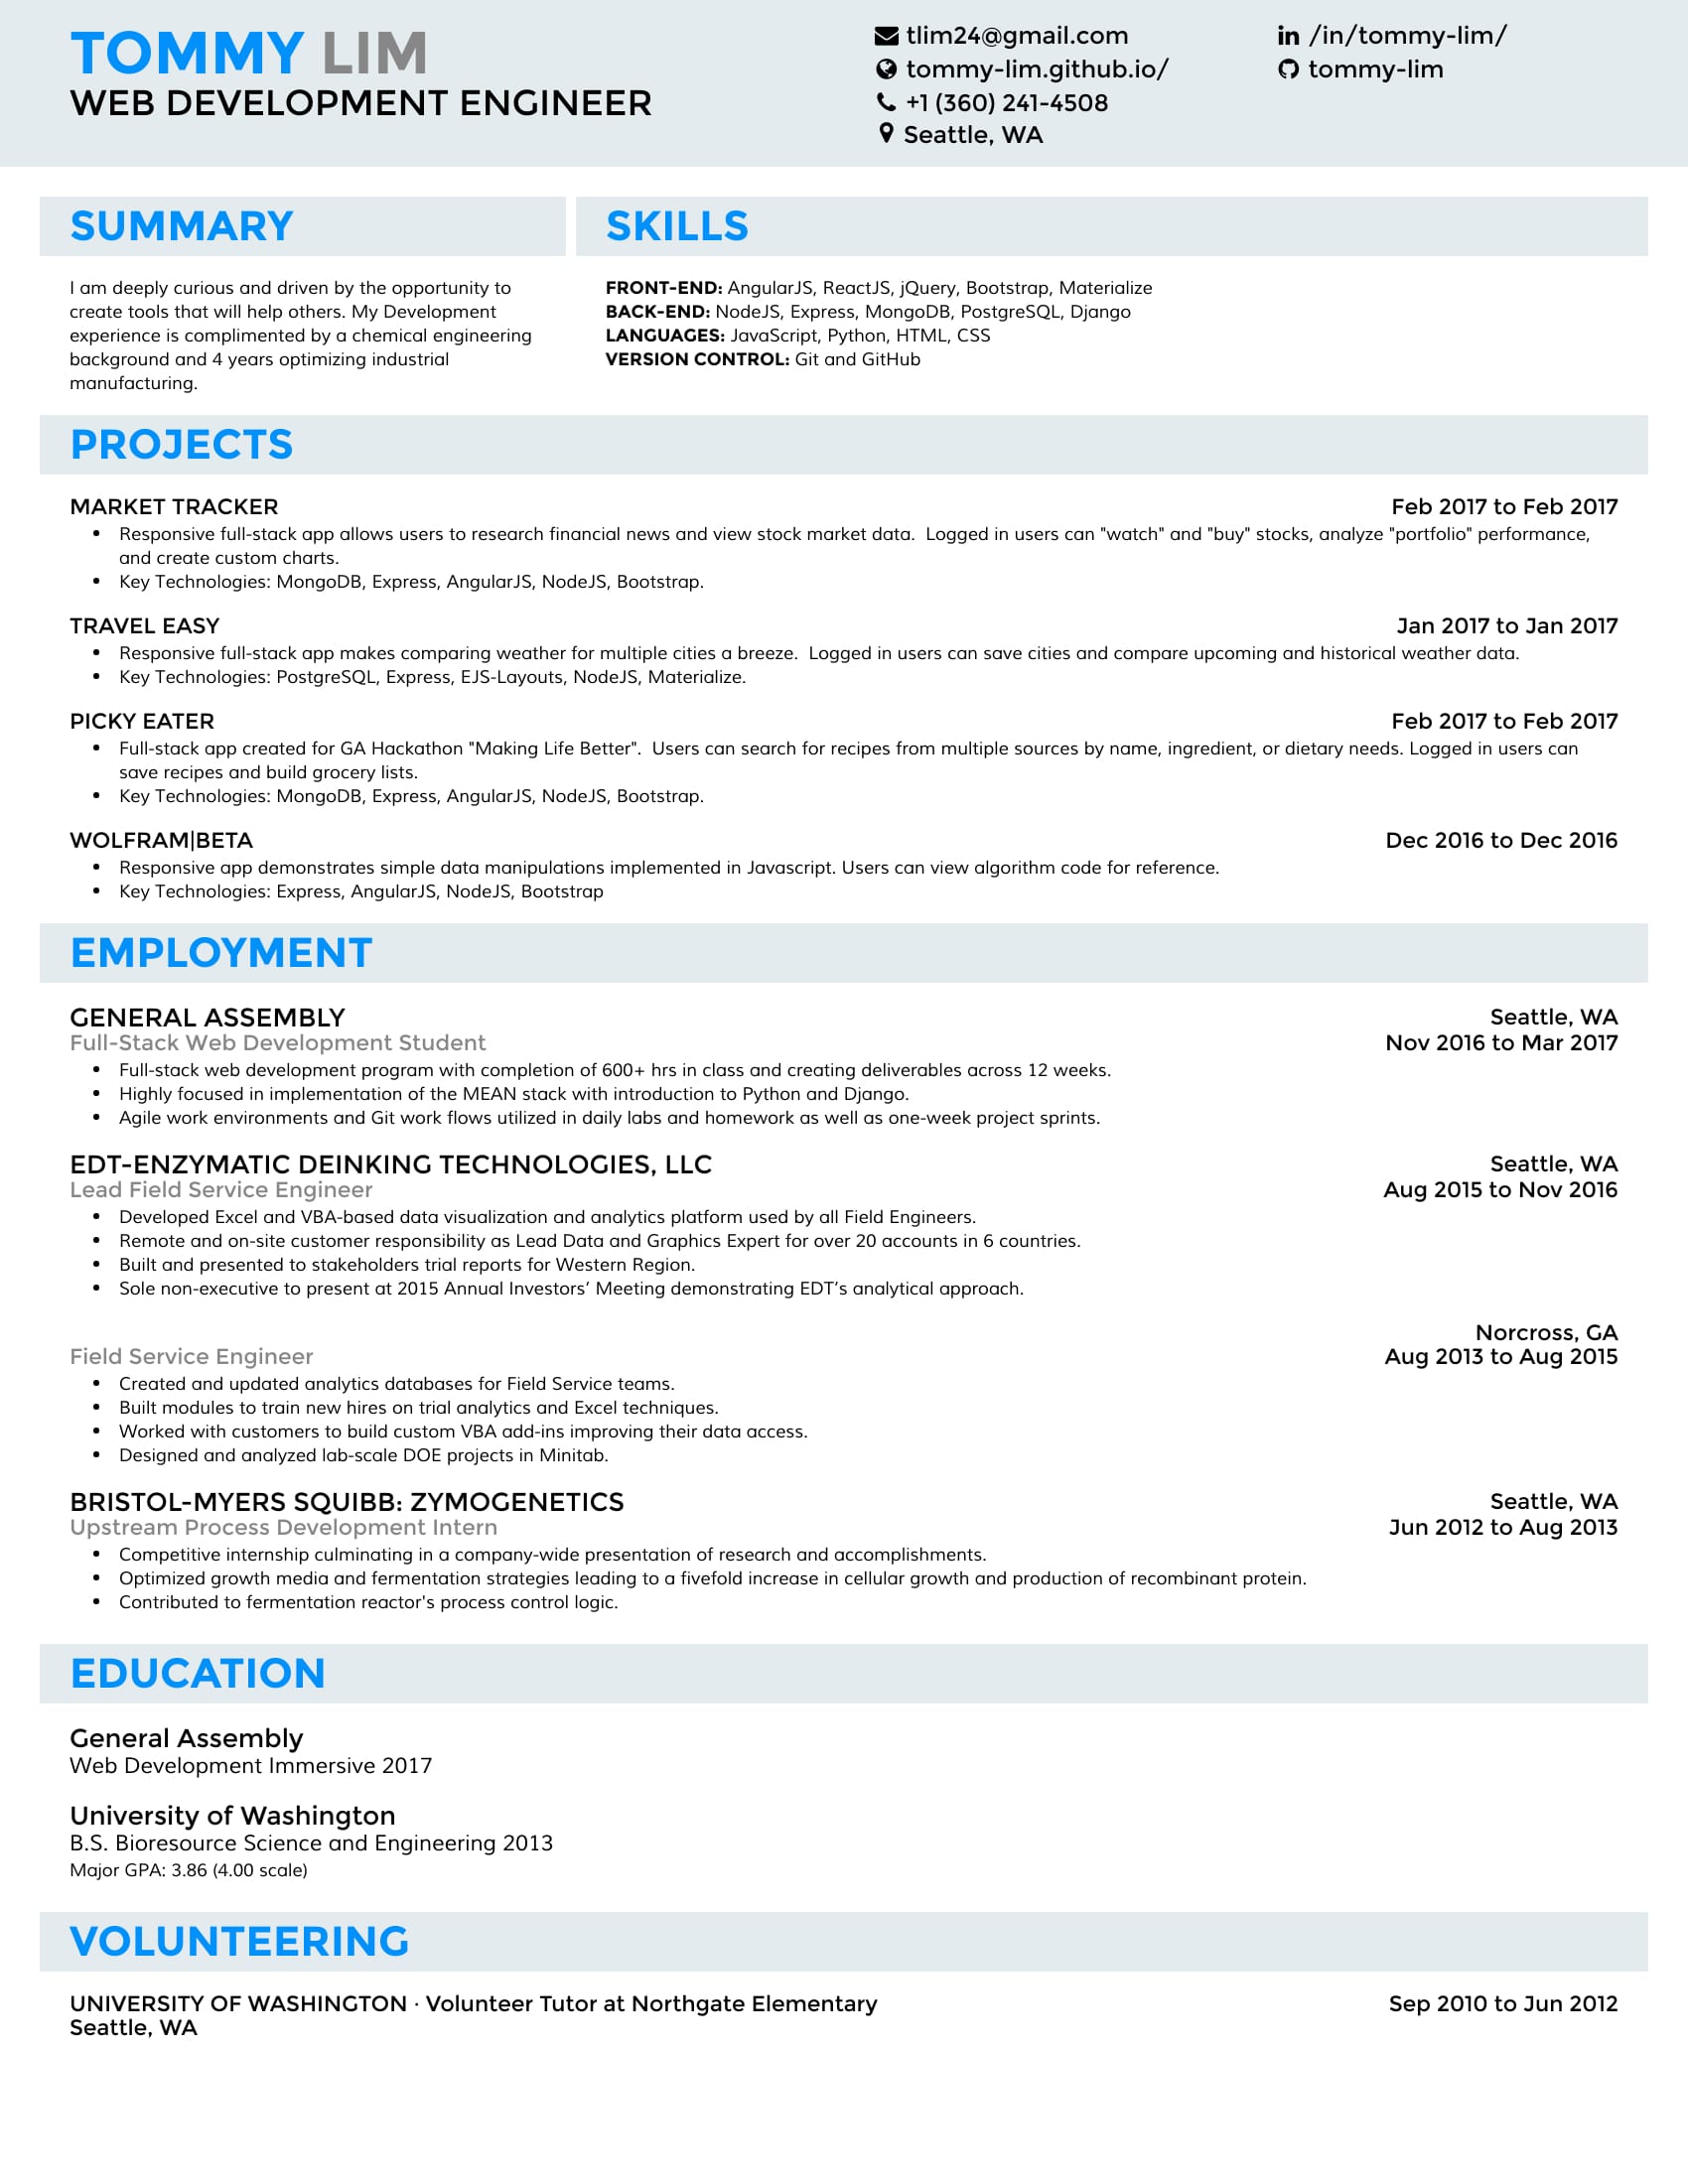 TOMMY LIM
WEB DEVELOPMENT ENGINEER
tlim24@gmail.com
tommy-lim.github.io/
+1 (360) 241-4508
Seattle, WA
/in/tommy-lim/
tommy-lim
SUMMARY
I am deeply curious and driven by the opportunity to
create tools that will help others. My Development
experience is complimented by a chemical engineering
background and 4 years optimizing industrial
manufacturing.
SKILLS
FRONT-END: AngularJS, ReactJS, jQuery, Bootstrap, Materialize
BACK-END: NodeJS, Express, MongoDB, PostgreSQL, Django
LANGUAGES: JavaScript, Python, HTML, CSS
VERSION CONTROL: Git and GitHub
PROJECTS
MARKET TRACKER Feb 2017 to Feb 2017
• Responsive full-stack app allows users to research financial news and view stock market data.  Logged in users can "watch" and "buy" stocks, analyze "portfolio" performance,
and create custom charts.
• Key Technologies: MongoDB, Express, AngularJS, NodeJS, Bootstrap.
TRAVEL EASY Jan 2017 to Jan 2017
• Responsive full-stack app makes comparing weather for multiple cities a breeze.  Logged in users can save cities and compare upcoming and historical weather data.
• Key Technologies: PostgreSQL, Express, EJS-Layouts, NodeJS, Materialize.
PICKY EATER Feb 2017 to Feb 2017
• Full-stack app created for GA Hackathon "Making Life Better".  Users can search for recipes from multiple sources by name, ingredient, or dietary needs. Logged in users can
save recipes and build grocery lists.
• Key Technologies: MongoDB, Express, AngularJS, NodeJS, Bootstrap.
WOLFRAM|BETA Dec 2016 to Dec 2016
• Responsive app demonstrates simple data manipulations implemented in Javascript. Users can view algorithm code for reference.
• Key Technologies: Express, AngularJS, NodeJS, Bootstrap
EMPLOYMENT
GENERAL ASSEMBLY Seattle, WA
Full-Stack Web Development Student Nov 2016 to Mar 2017
• Full-stack web development program with completion of 600+ hrs in class and creating deliverables across 12 weeks.
• Highly focused in implementation of the MEAN stack with introduction to Python and Django.
• Agile work environments and Git work flows utilized in daily labs and homework as well as one-week project sprints.
EDT-ENZYMATIC DEINKING TECHNOLOGIES, LLC Seattle, WA
Lead Field Service Engineer Aug 2015 to Nov 2016
• Developed Excel and VBA-based data visualization and analytics platform used by all Field Engineers.
• Remote and on-site customer responsibility as Lead Data and Graphics Expert for over 20 accounts in 6 countries.
• Built and presented to stakeholders trial reports for Western Region.
• Sole non-executive to present at 2015 Annual Investors’ Meeting demonstrating EDT’s analytical approach.
Norcross, GA
Field Service Engineer Aug 2013 to Aug 2015
• Created and updated analytics databases for Field Service teams.
• Built modules to train new hires on trial analytics and Excel techniques.
• Worked with customers to build custom VBA add-ins improving their data access.
• Designed and analyzed lab-scale DOE projects in Minitab.
BRISTOL-MYERS SQUIBB: ZYMOGENETICS Seattle, WA
Upstream Process Development Intern Jun 2012 to Aug 2013
• Competitive internship culminating in a company-wide presentation of research and accomplishments.
• Optimized growth media and fermentation strategies leading to a fivefold increase in cellular growth and production of recombinant protein.
• Contributed to fermentation reactor's process control logic.
EDUCATION
General Assembly
Web Development Immersive 2017
University of Washington
B.S. Bioresource Science and Engineering 2013
Major GPA: 3.86 (4.00 scale)
VOLUNTEERING
UNIVERSITY OF WASHINGTON · Volunteer Tutor at Northgate Elementary Sep 2010 to Jun 2012
Seattle, WA